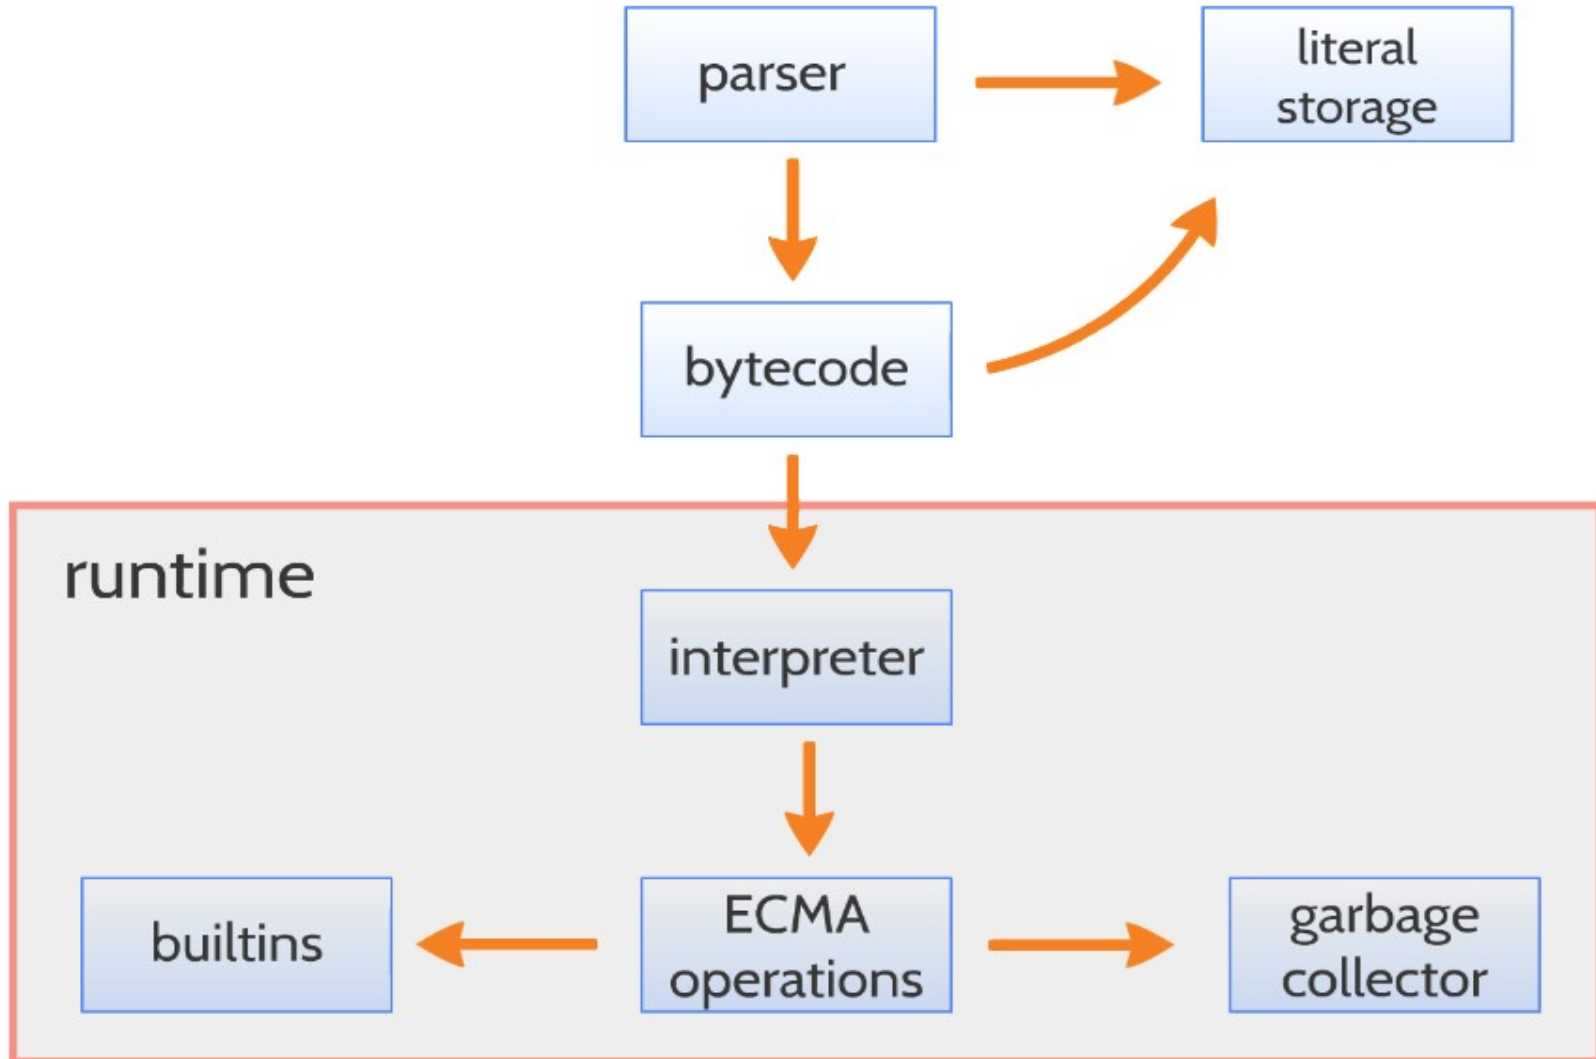 parser
literal
storage
bytecode
runtime
interpreter
builtins
ECMA
operations
garbage
collector